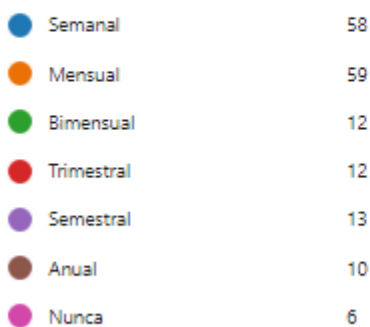 Semanal 58
Mensual 59
Bimensual 12
Trimestral 12
Semestral 13
Anual 10
Nunca 6